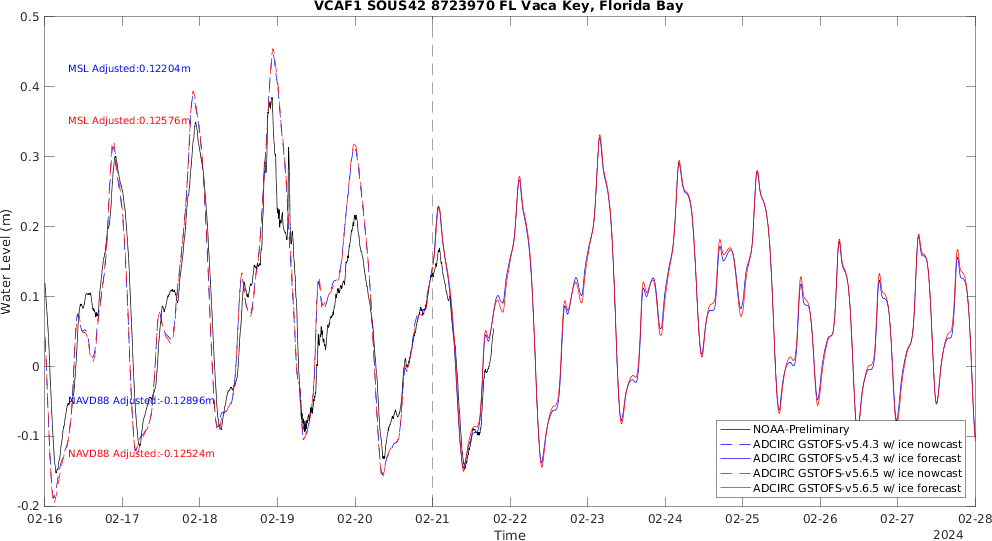 VCAF1 SOUS42 8723970 FL Vaca Key, Florida Bay
0.5
0.4
0.3
0.2
0.1
0
-0.1
-0.2
Water Level (m)
MSL Adjusted:0.12204m
MSL Adjusted:0.12576m
NAVD88 Adjusted:-0.12896m
NAVD88 Adjusted:-0.12524m
NOAA-Preliminary
ADCIRC GSTOFS-v5.4.3 w/ ice nowcast
ADCIRC GSTOFS-v5.4.3 w/ ice forecast
ADCIRC GSTOFS-v5.6.5 w/ ice nowcast
ADCIRC GSTOFS-v5.6.5 w/ ice forecast
02-16 02-17 02-18 02-19 02-20 02-21 02-22 02-23 02-24 02-25 02-26 02-27 02-28
Time
2024